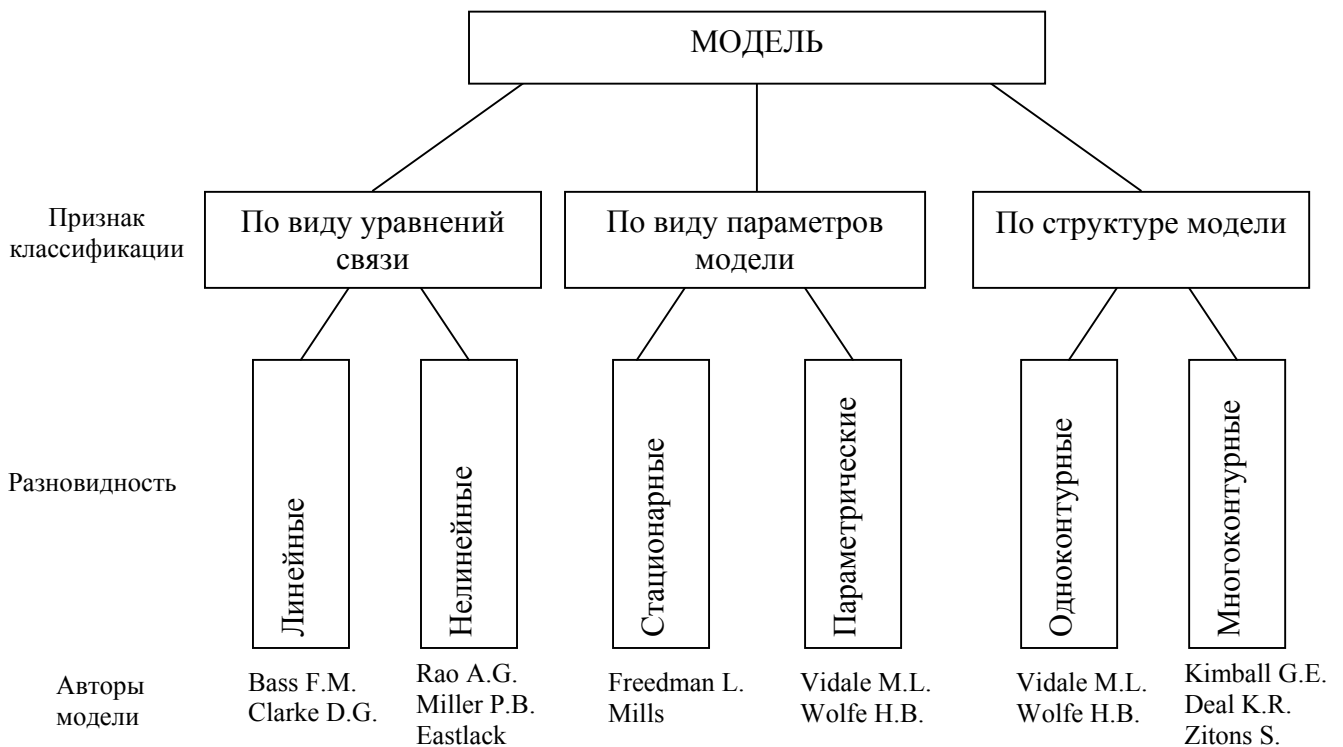 МОДЕЛЬ
Признак
классификации
По виду уравнений
связи
По виду параметров
модели
По структуре модели
Разновидность
Линейные
Нелинейные
Стационарные
Параметрические
Одноконтурные
Многоконтурные
Авторы
модели
Bass F.M.
Clarke D.G.
Rao A.G.
Miller P.B.
Eastlack
Freedman L.
Mills
Vidale M.L.
Wolfe H.B.
Vidale M.L.
Wolfe H.B.
Kimball G.E.
Deal K.R.
Zitons S.